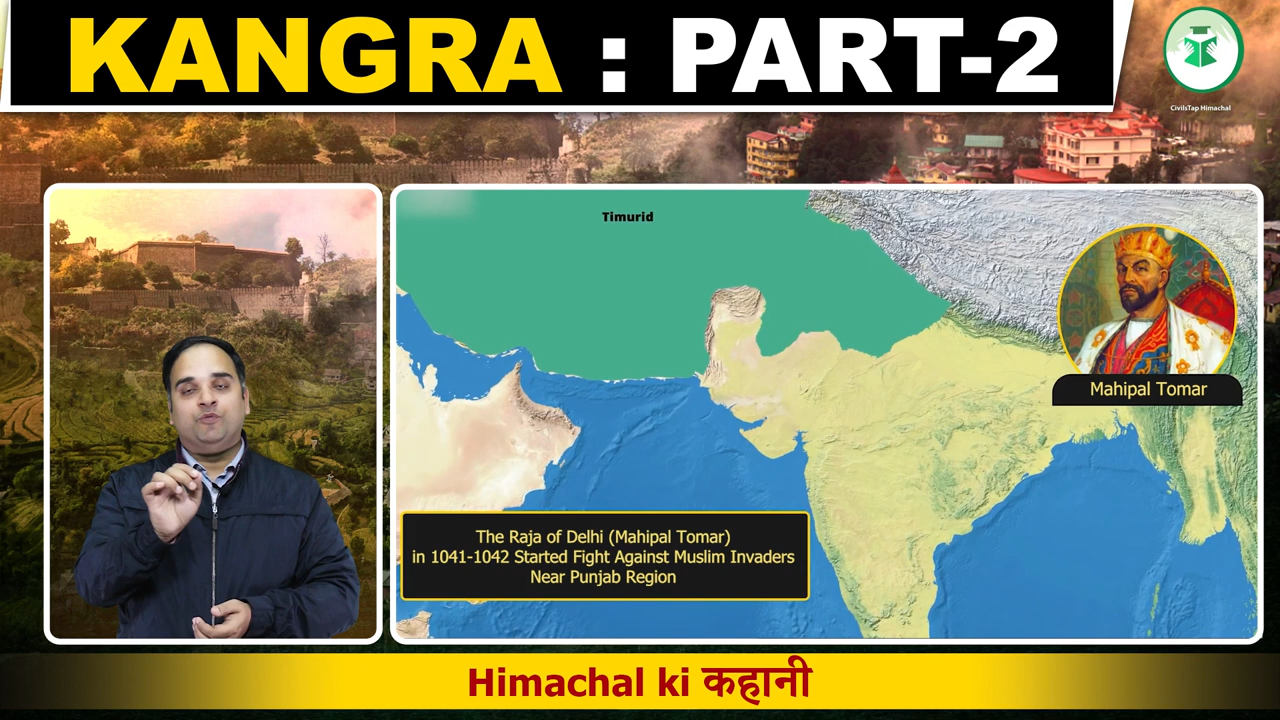 KANGRA : PART-2
CivilsTap Himachal
Timurid
Mahipal Tomar
The Raja of Delhi (Mahipal Tomar)
in 1041-1042 Started Fight Against Muslim Invaders
Near Punjab Region
Himachal ki कहानी